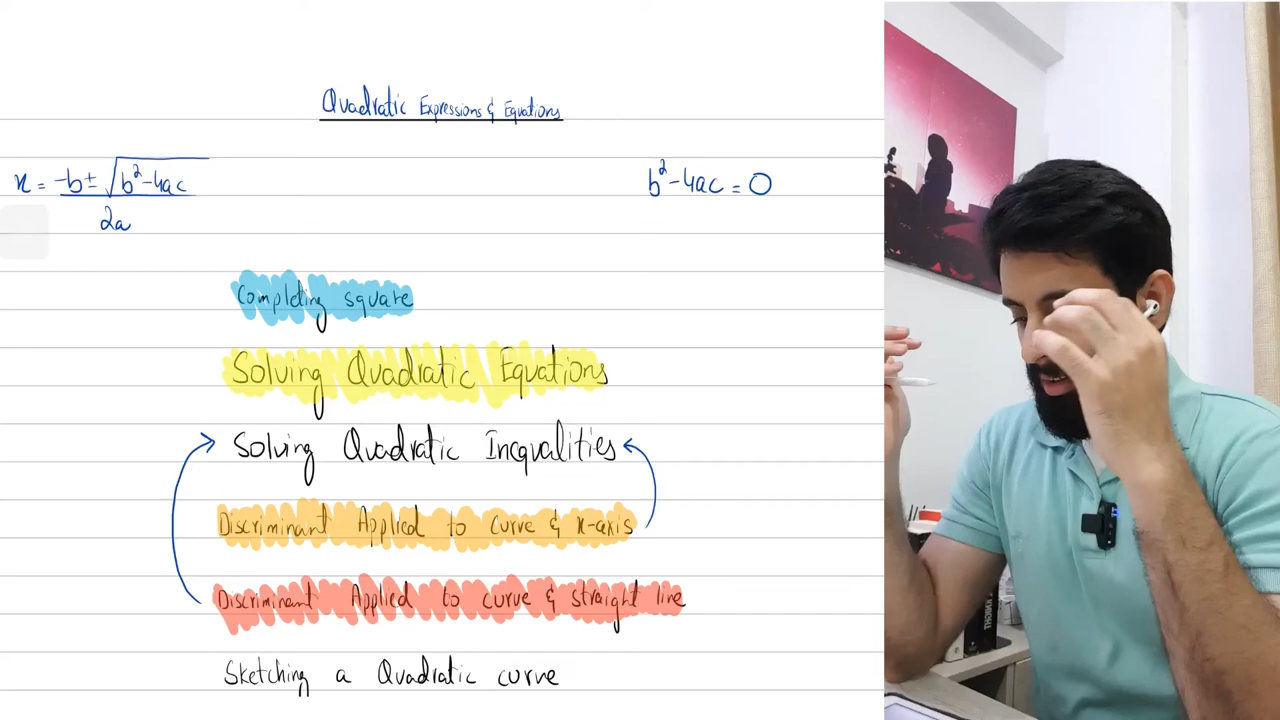 Quadratic Expressions & Equations
x = -b ± √b²-4ac / 2a
b²-4ac = 0
Completing square
Solving Quadratic Equations
Solving Quadratic Inequalities
Discriminant Applied to curve & x-axis
Discriminant Applied to curve & straight line
Sketching a Quadratic curve